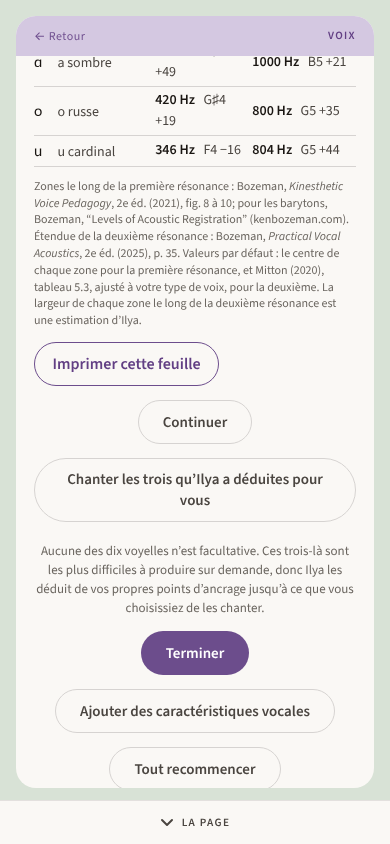 ← Retour VOIX
ɑ a sombre +49 1000 Hz B5 +21
o o russe 420 Hz G♯4 +19 800 Hz G5 +35
u u cardinal 346 Hz F4 −16 804 Hz G5 +44
Zones le long de la première résonance : Bozeman, Kinesthetic
Voice Pedagogy, 2e éd. (2021), fig. 8 à 10; pour les barytons,
Bozeman, “Levels of Acoustic Registration” (kenbozeman.com).
Étendue de la deuxième résonance : Bozeman, Practical Vocal
Acoustics, 2e éd. (2025), p. 35. Valeurs par défaut : le centre de
chaque zone pour la première résonance, et Mitton (2020),
tableau 5.3, ajusté à votre type de voix, pour la deuxième. La
largeur de chaque zone le long de la deuxième résonance est
une estimation d’Ilya.
Imprimer cette feuille
Continuer
Chanter les trois qu’Ilya a déduites pour
vous
Aucune des dix voyelles n’est facultative. Ces trois-là sont
les plus difficiles à produire sur demande, donc Ilya les
déduit de vos propres points d’ancrage jusqu’à ce que vous
choisissiez de les chanter.
Terminer
Ajouter des caractéristiques vocales
Tout recommencer
LA PAGE